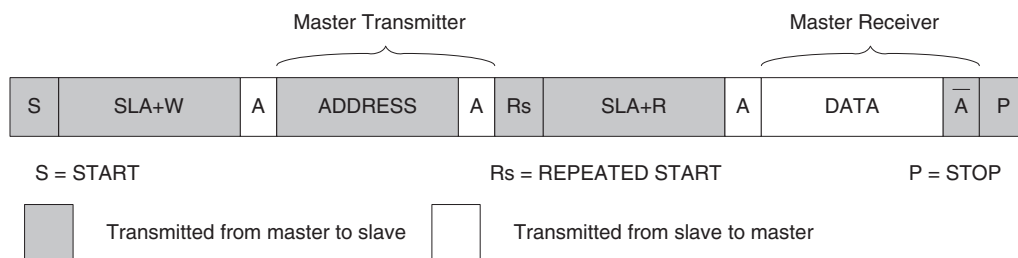 Master Transmitter Master Receiver
S SLA+W A ADDRESS A Rs SLA+R A DATA A̅ P
S = START Rs = REPEATED START P = STOP
Transmitted from master to slave Transmitted from slave to master